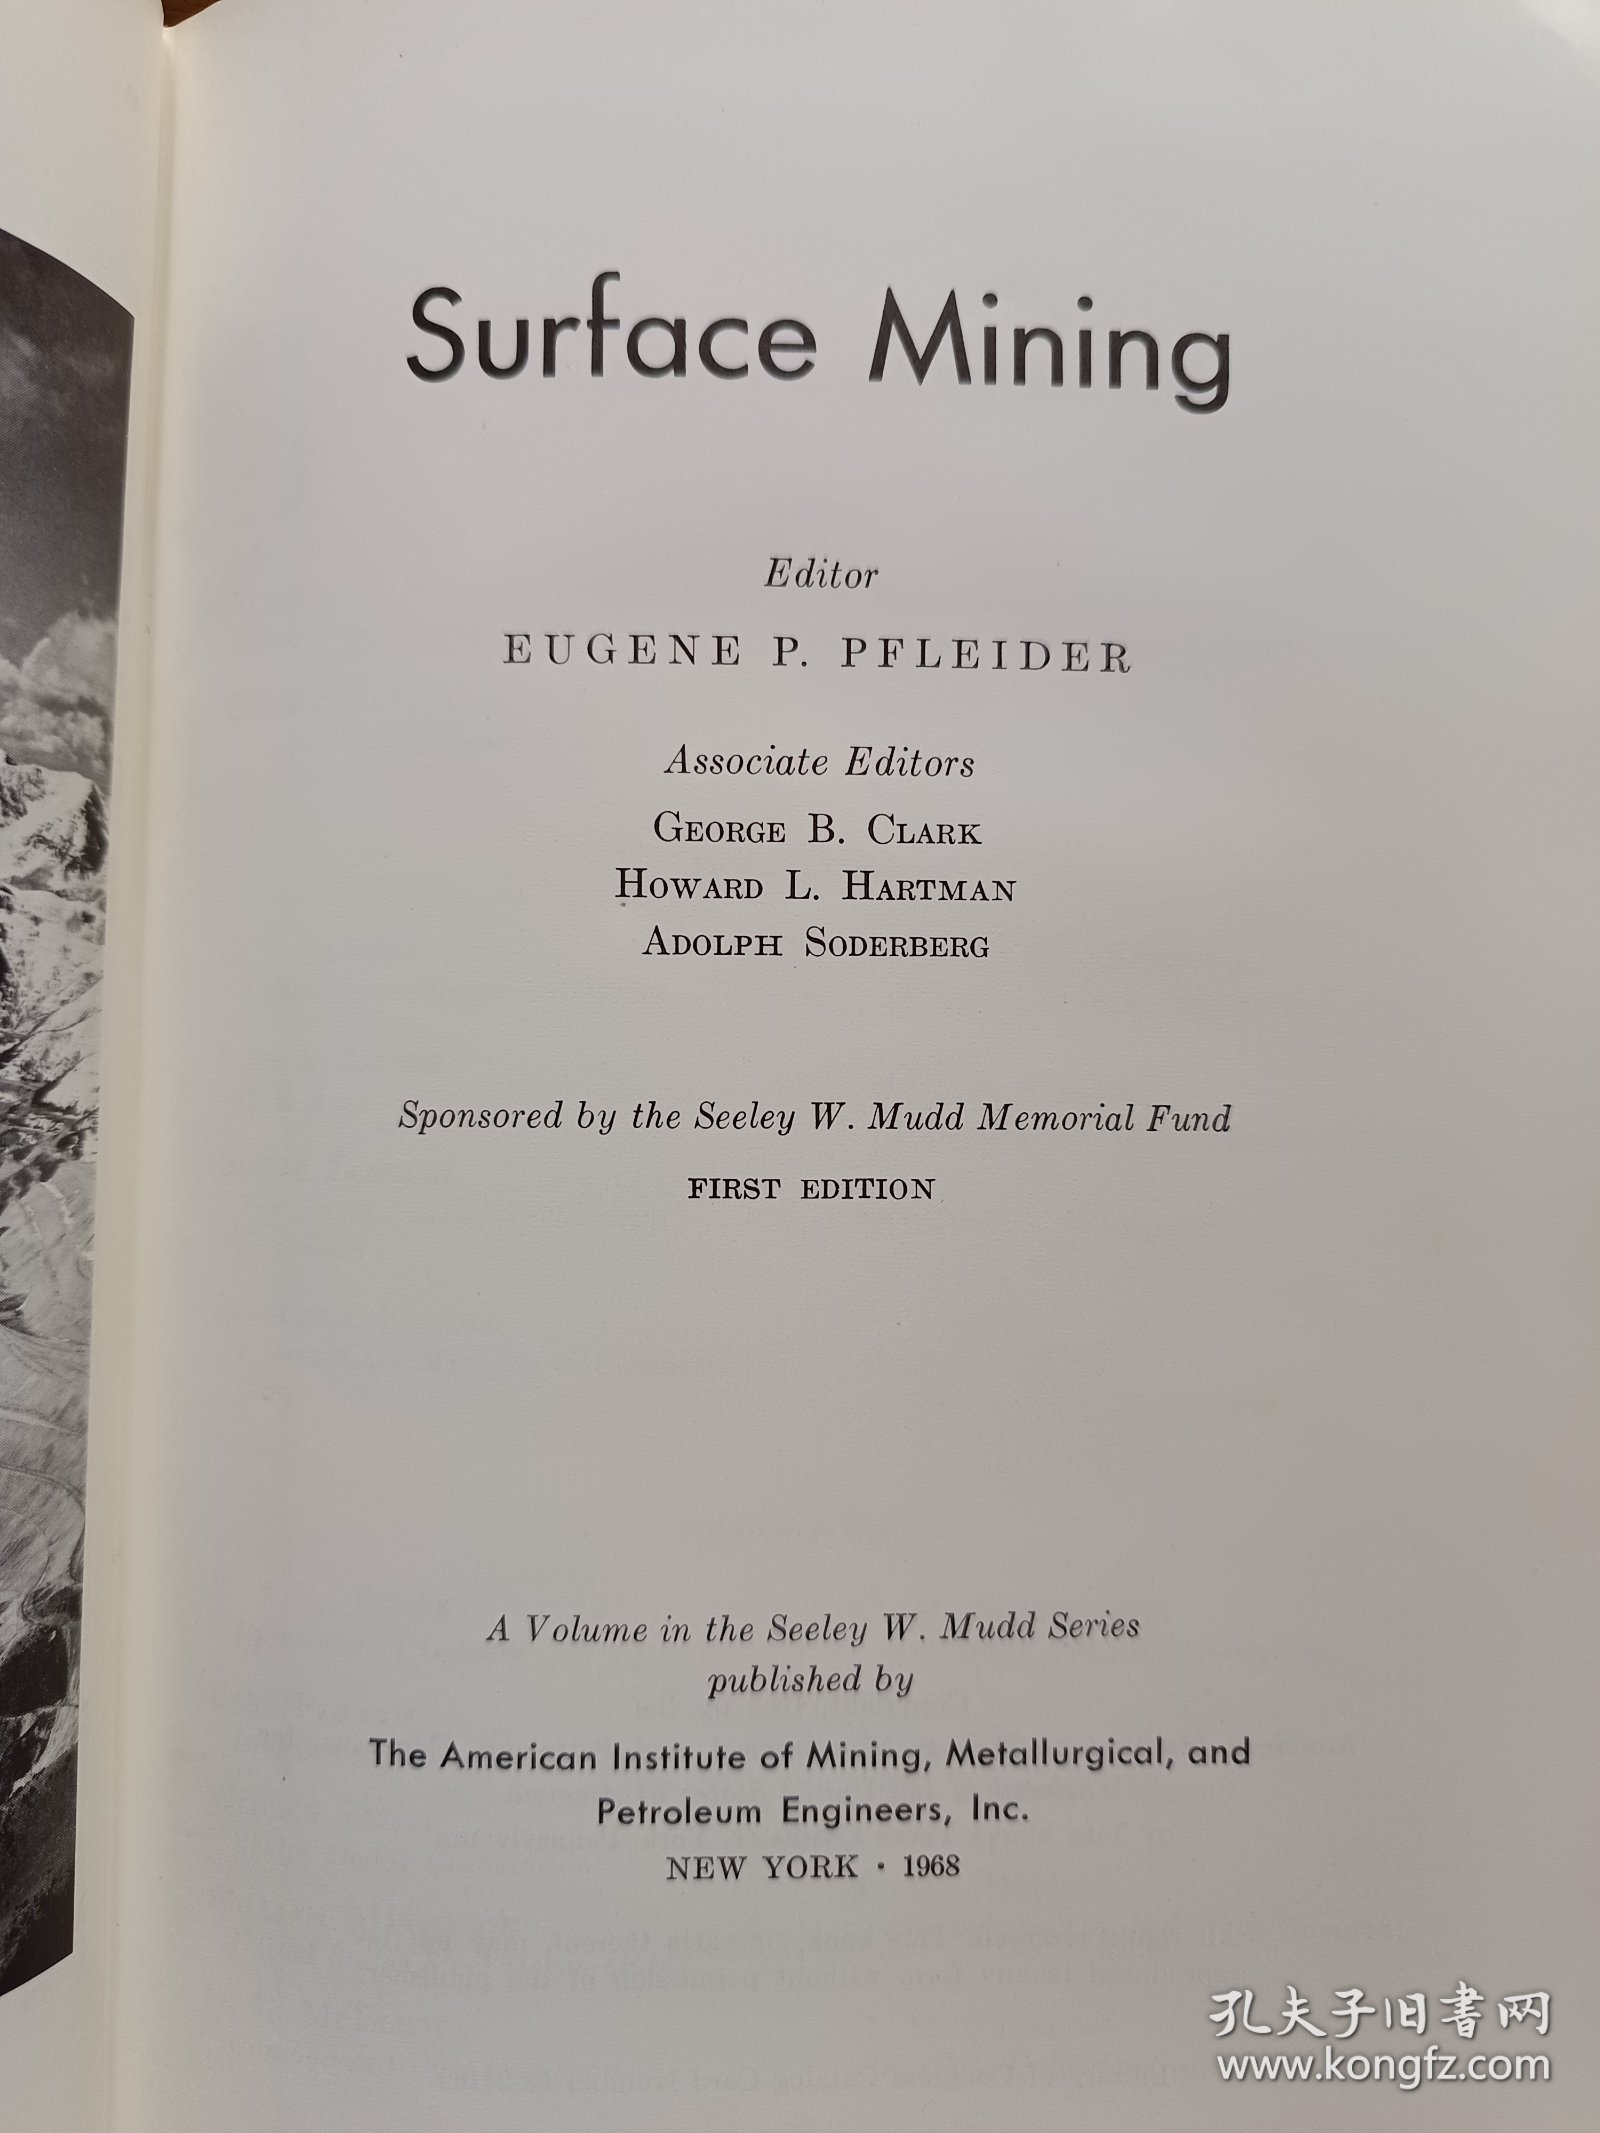 Surface Mining
Editor
EUGENE P. PFLEIDER
Associate Editors
GEORGE B. CLARK
HOWARD L. HARTMAN
ADOLPH SODERBERG
Sponsored by the Seeley W. Mudd Memorial Fund
FIRST EDITION
A Volume in the Seeley W. Mudd Series
published by
The American Institute of Mining, Metallurgical, and
Petroleum Engineers, Inc.
NEW YORK · 1968
孔夫子旧书网
www.kongfz.com